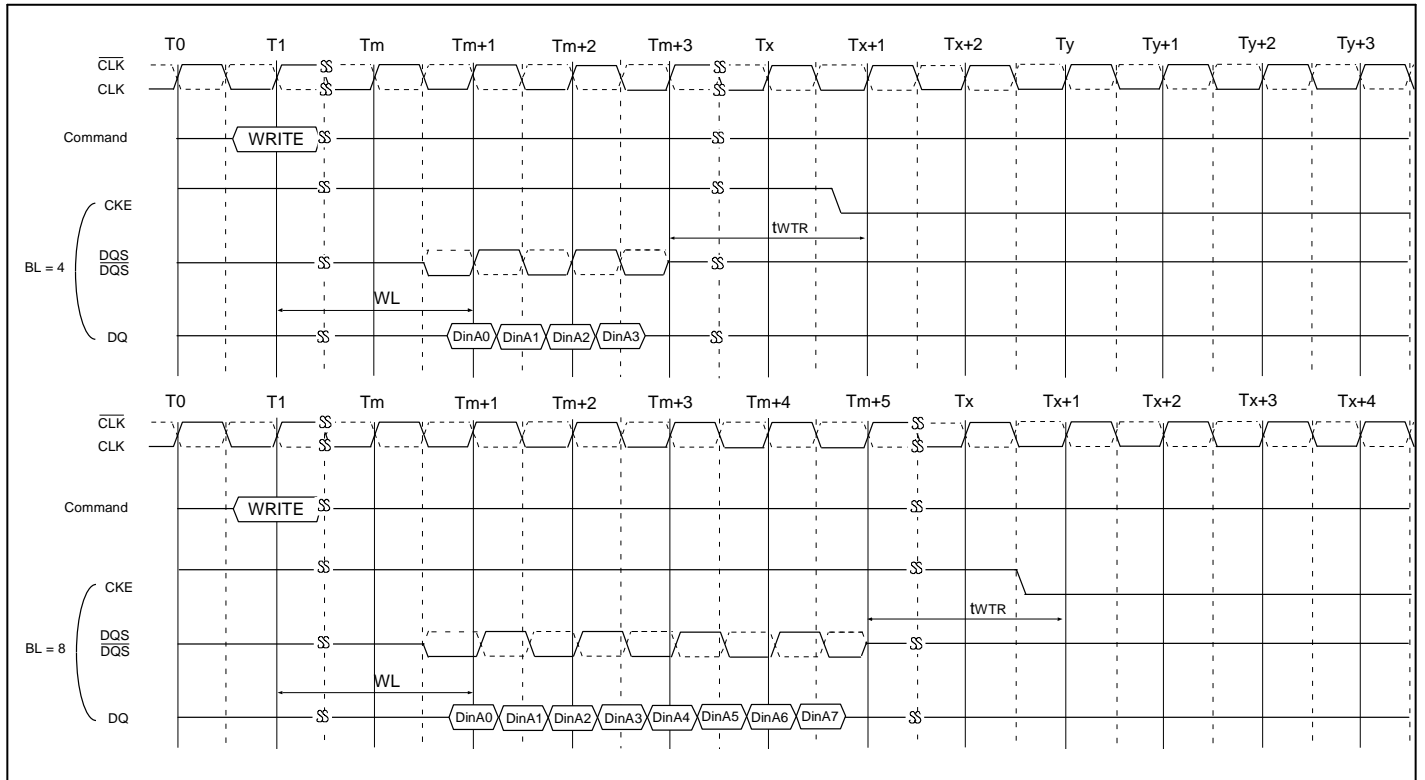 T0 T1 Tm Tm+1 Tm+2 Tm+3 Tx Tx+1 Tx+2 Ty Ty+1 Ty+2 Ty+3
CLK
CLK
Command WRITE
CKE
tWTR
DQS
DQS
BL = 4
WL
DQ DinA0 DinA1 DinA2 DinA3
T0 T1 Tm Tm+1 Tm+2 Tm+3 Tm+4 Tm+5 Tx Tx+1 Tx+2 Tx+3 Tx+4
CLK
CLK
Command WRITE
CKE
tWTR
DQS
DQS
BL = 8
WL
DQ DinA0 DinA1 DinA2 DinA3 DinA4 DinA5 DinA6 DinA7